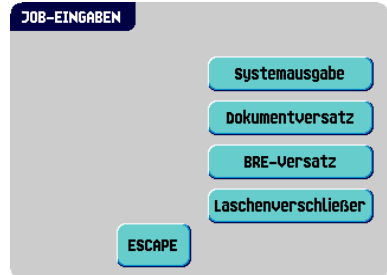 JOB-EINGABEN
Systemausgabe
Dokumentversatz
BRE-Versatz
Laschenverschließer
ESCAPE